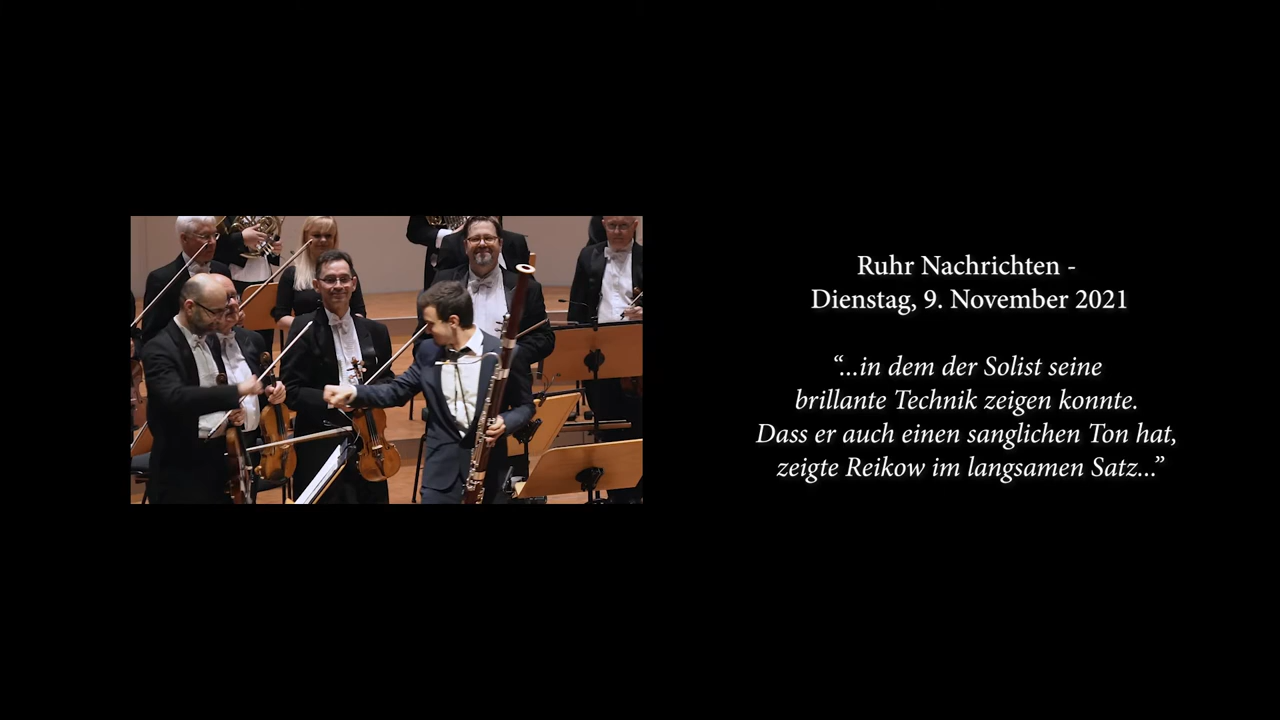 Ruhr Nachrichten -
Dienstag, 9. November 2021
“...in dem der Solist seine
brillante Technik zeigen konnte.
Dass er auch einen sanglichen Ton hat,
zeigte Reikow im langsamen Satz...”